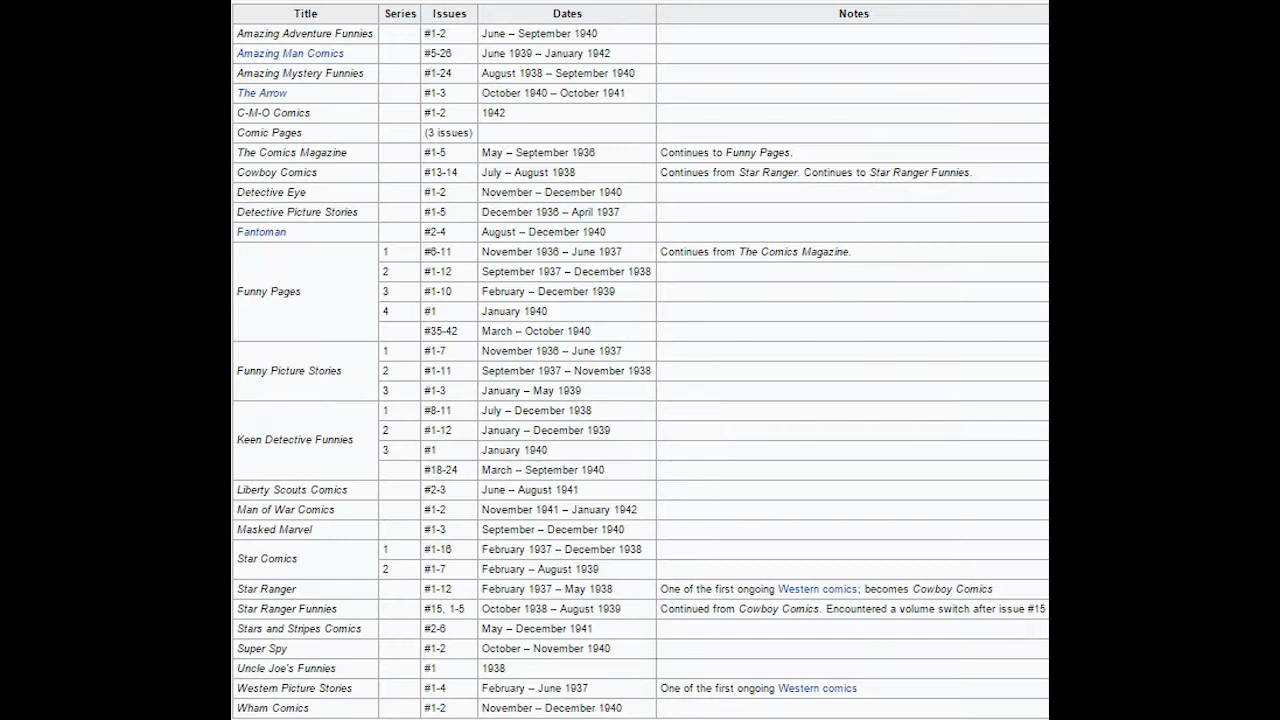 Title Series Issues Dates Notes
Amazing Adventure Funnies #1-2 June – September 1940
Amazing Man Comics #5-26 June 1939 – January 1942
Amazing Mystery Funnies #1-24 August 1938 – September 1940
The Arrow #1-3 October 1940 – October 1941
C-M-O Comics #1-2 1942
Comic Pages (3 issues)
The Comics Magazine #1-5 May – September 1936 Continues to Funny Pages.
Cowboy Comics #13-14 July – August 1938 Continues from Star Ranger. Continues to Star Ranger Funnies.
Detective Eye #1-2 November – December 1940
Detective Picture Stories #1-5 December 1936 – April 1937
Fantoman #2-4 August – December 1940
Funny Pages 1 #6-11 November 1936 – June 1937 Continues from The Comics Magazine.
2 #1-12 September 1937 – December 1938
3 #1-10 February – December 1939
4 #1 January 1940
#35-42 March – October 1940
Funny Picture Stories 1 #1-7 November 1936 – June 1937
2 #1-11 September 1937 – November 1938
3 #1-3 January – May 1939
Keen Detective Funnies 1 #8-11 July – December 1938
2 #1-12 January – December 1939
3 #1 January 1940
#18-24 March – September 1940
Liberty Scouts Comics #2-3 June – August 1941
Man of War Comics #1-2 November 1941 – January 1942
Masked Marvel #1-3 September – December 1940
Star Comics 1 #1-16 February 1937 – December 1938
2 #1-7 February – August 1939
Star Ranger #1-12 February 1937 – May 1938 One of the first ongoing Western comics; becomes Cowboy Comics
Star Ranger Funnies #15, 1-5 October 1938 – August 1939 Continued from Cowboy Comics. Encountered a volume switch after issue #15
Stars and Stripes Comics #2-6 May – December 1941
Super Spy #1-2 October – November 1940
Uncle Joe's Funnies #1 1938
Western Picture Stories #1-4 February – June 1937 One of the first ongoing Western comics
Wham Comics #1-2 November – December 1940